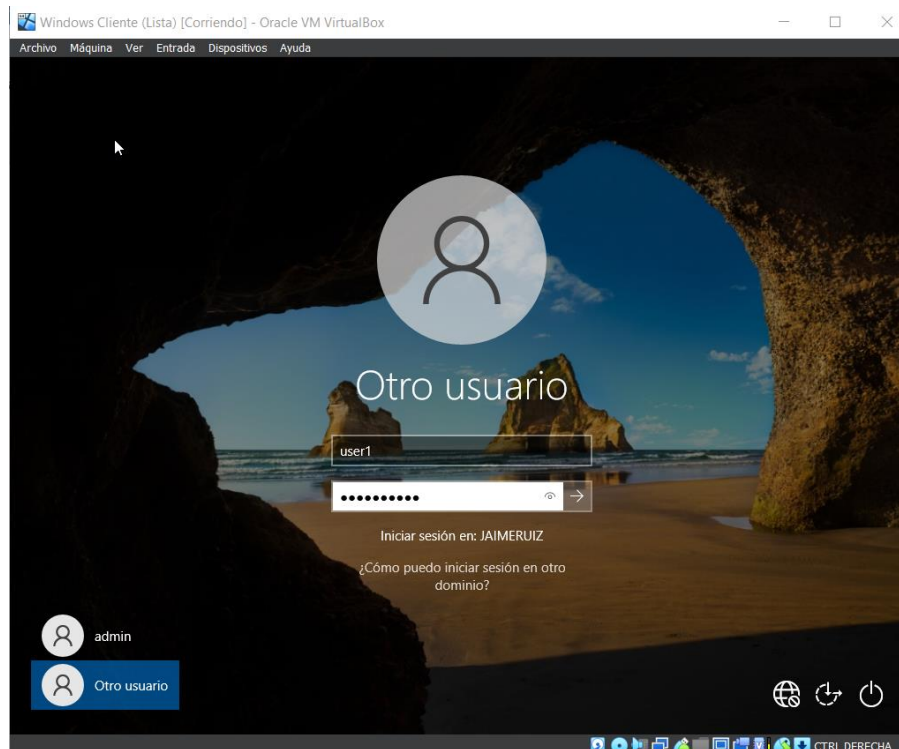 Windows Cliente (Lista) [Corriendo] - Oracle VM VirtualBox
Archivo Máquina Ver Entrada Dispositivos Ayuda
Otro usuario
user1
Iniciar sesión en: JAIMERUIZ
¿Cómo puedo iniciar sesión en otro
dominio?
admin
Otro usuario
CTRL DERECHA